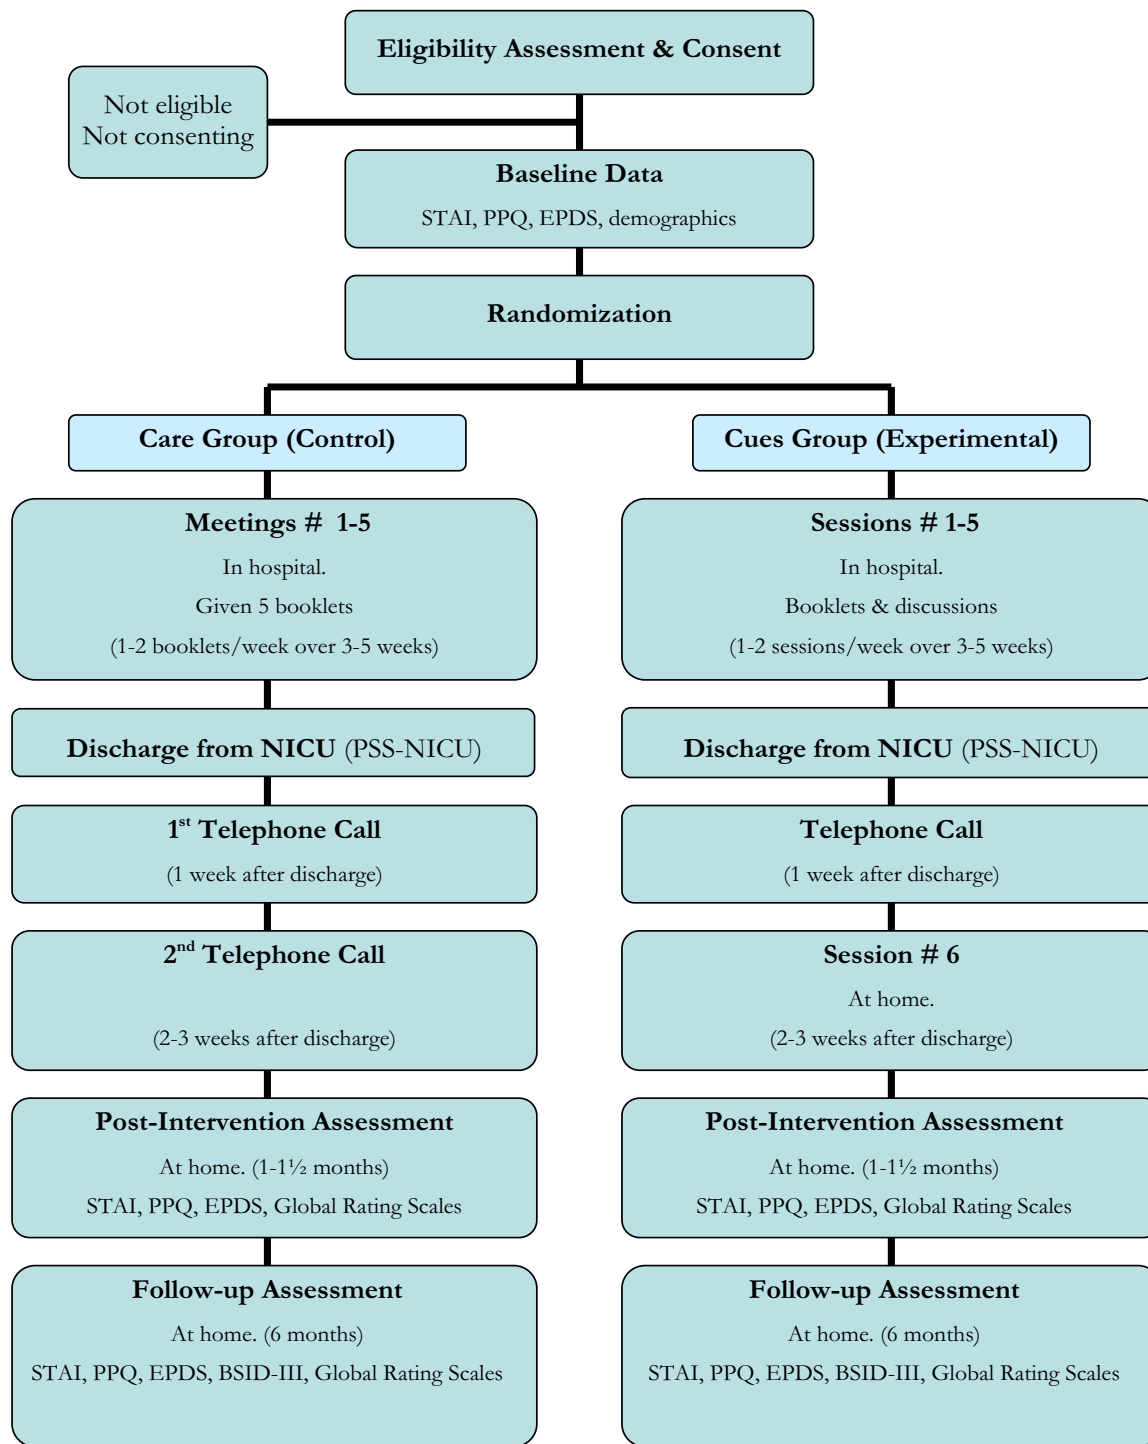 Eligibility Assessment & Consent
Not eligible
Not consenting
Baseline Data
STAI, PPQ, EPDS, demographics
Randomization
Care Group (Control)
Cues Group (Experimental)
Meetings # 1-5
In hospital.
Given 5 booklets
(1-2 booklets/week over 3-5 weeks)
Sessions # 1-5
In hospital.
Booklets & discussions
(1-2 sessions/week over 3-5 weeks)
Discharge from NICU (PSS-NICU)
Discharge from NICU (PSS-NICU)
1st Telephone Call
(1 week after discharge)
Telephone Call
(1 week after discharge)
2nd Telephone Call
(2-3 weeks after discharge)
Session # 6
At home.
(2-3 weeks after discharge)
Post-Intervention Assessment
At home. (1-1½ months)
STAI, PPQ, EPDS, Global Rating Scales
Post-Intervention Assessment
At home. (1-1½ months)
STAI, PPQ, EPDS, Global Rating Scales
Follow-up Assessment
At home. (6 months)
STAI, PPQ, EPDS, BSID-III, Global Rating Scales
Follow-up Assessment
At home. (6 months)
STAI, PPQ, EPDS, BSID-III, Global Rating Scales